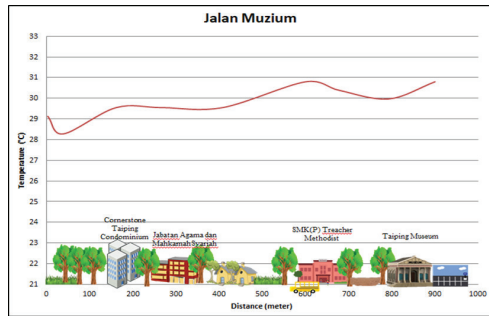 Jalan Muzium
33
32
31
30
29
28
27
26
25
24
23
22
21
Temperature (°C)
Cornerstone
Taiping
Condominium
Jabatan Agama dan
Mahkamah Syariah
SMK(P) Treacher
Methodist
Taiping Museum
0 100 200 300 400 500 600 700 800 900 1000
Distance (meter)